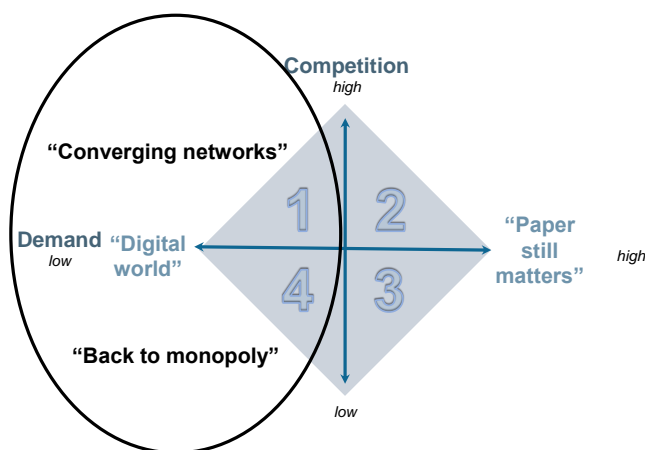 Competition
high
“Converging networks”
1 2
Demand
low
“Digital
world”
“Paper
still
matters”
high
4 3
“Back to monopoly”
low